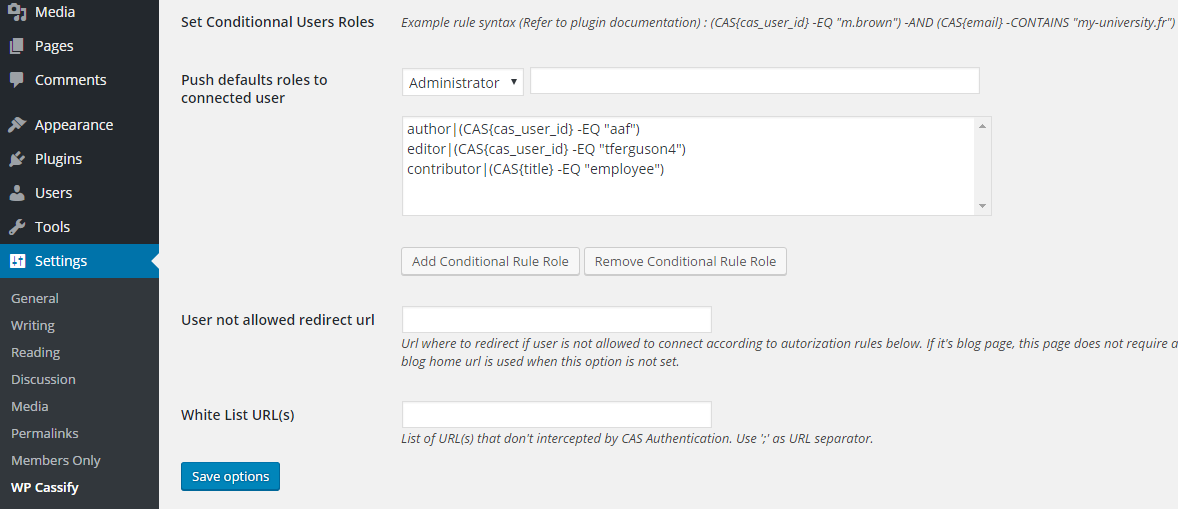 Media
Pages
Comments
Appearance
Plugins
Users
Tools
Settings
General
Writing
Reading
Discussion
Media
Permalinks
Members Only
WP Cassify
Set Conditionnal Users Roles
Example rule syntax (Refer to plugin documentation) : (CAS{cas_user_id} -EQ "m.brown") -AND (CAS{email} -CONTAINS "my-university.fr")
Push defaults roles to
connected user
Administrator
author|(CAS{cas_user_id} -EQ "aaf")
editor|(CAS{cas_user_id} -EQ "tferguson4")
contributor|(CAS{title} -EQ "employee")
Add Conditional Rule Role
Remove Conditional Rule Role
User not allowed redirect url
Url where to redirect if user is not allowed to connect according to autorization rules below. If it's blog page, this page does not require a
blog home url is used when this option is not set.
White List URL(s)
List of URL(s) that don't intercepted by CAS Authentication. Use ';' as URL separator.
Save options